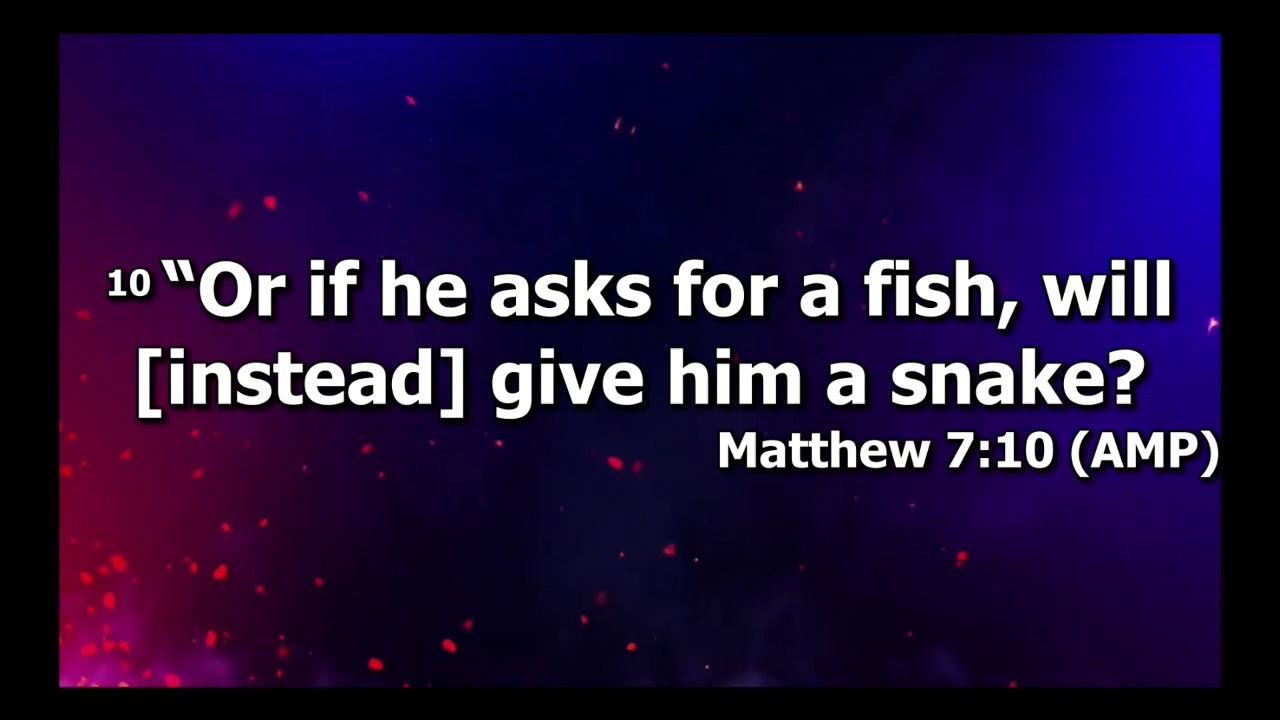 10 “Or if he asks for a fish, will
[instead] give him a snake?
Matthew 7:10 (AMP)